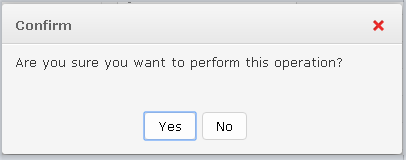 Confirm
Are you sure you want to perform this operation?
Yes No